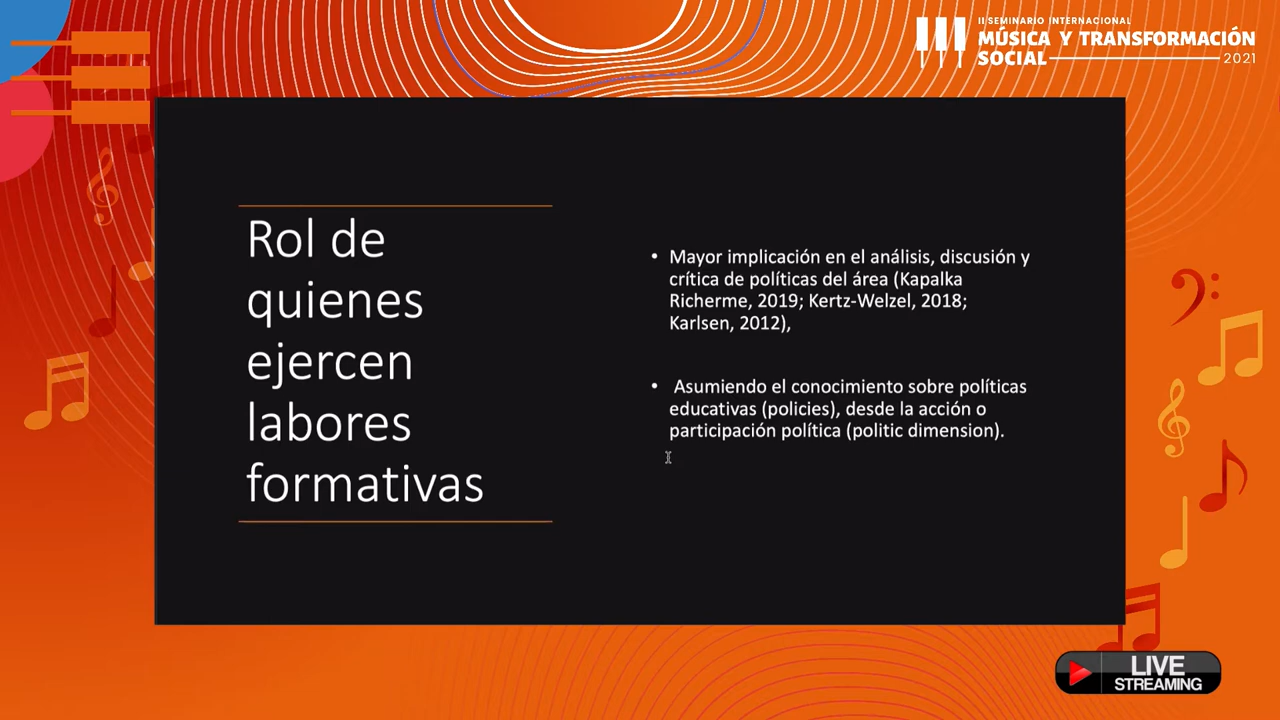 II SEMINARIO INTERNACIONAL
MÚSICA Y TRANSFORMACIÓN
SOCIAL
2021
Rol de
quienes
ejercen
labores
formativas
• Mayor implicación en el análisis, discusión y
crítica de políticas del área (Kapalka
Richerme, 2019; Kertz-Welzel, 2018;
Karlsen, 2012),
• Asumiendo el conocimiento sobre políticas
educativas (policies), desde la acción o
participación política (politic dimension).
LIVE
STREAMING